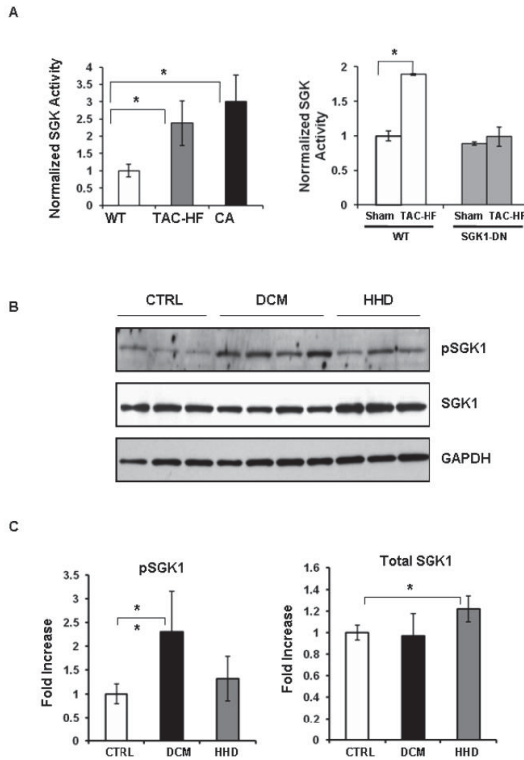 A
Normalized SGK Activity
4
3.5
3
2.5
2
1.5
1
0.5
0
*
*
WT TAC-HF CA
Norrmalized SGK
Activity
2
1.5
1
0.5
0
*
Sham TAC-HF Sham TAC-HF
WT SGK1-DN
B
CTRL DCM HHD
pSGK1
SGK1
GAPDH
C
pSGK1
Fold Increase
3.5
3
2.5
2
1.5
1
0.5
0
*
*
CTRL DCM HHD
Total SGK1
Fold Increase
1.6
1.4
1.2
1
0.8
0.6
0.4
0.2
0
*
CTRL DCM HHD